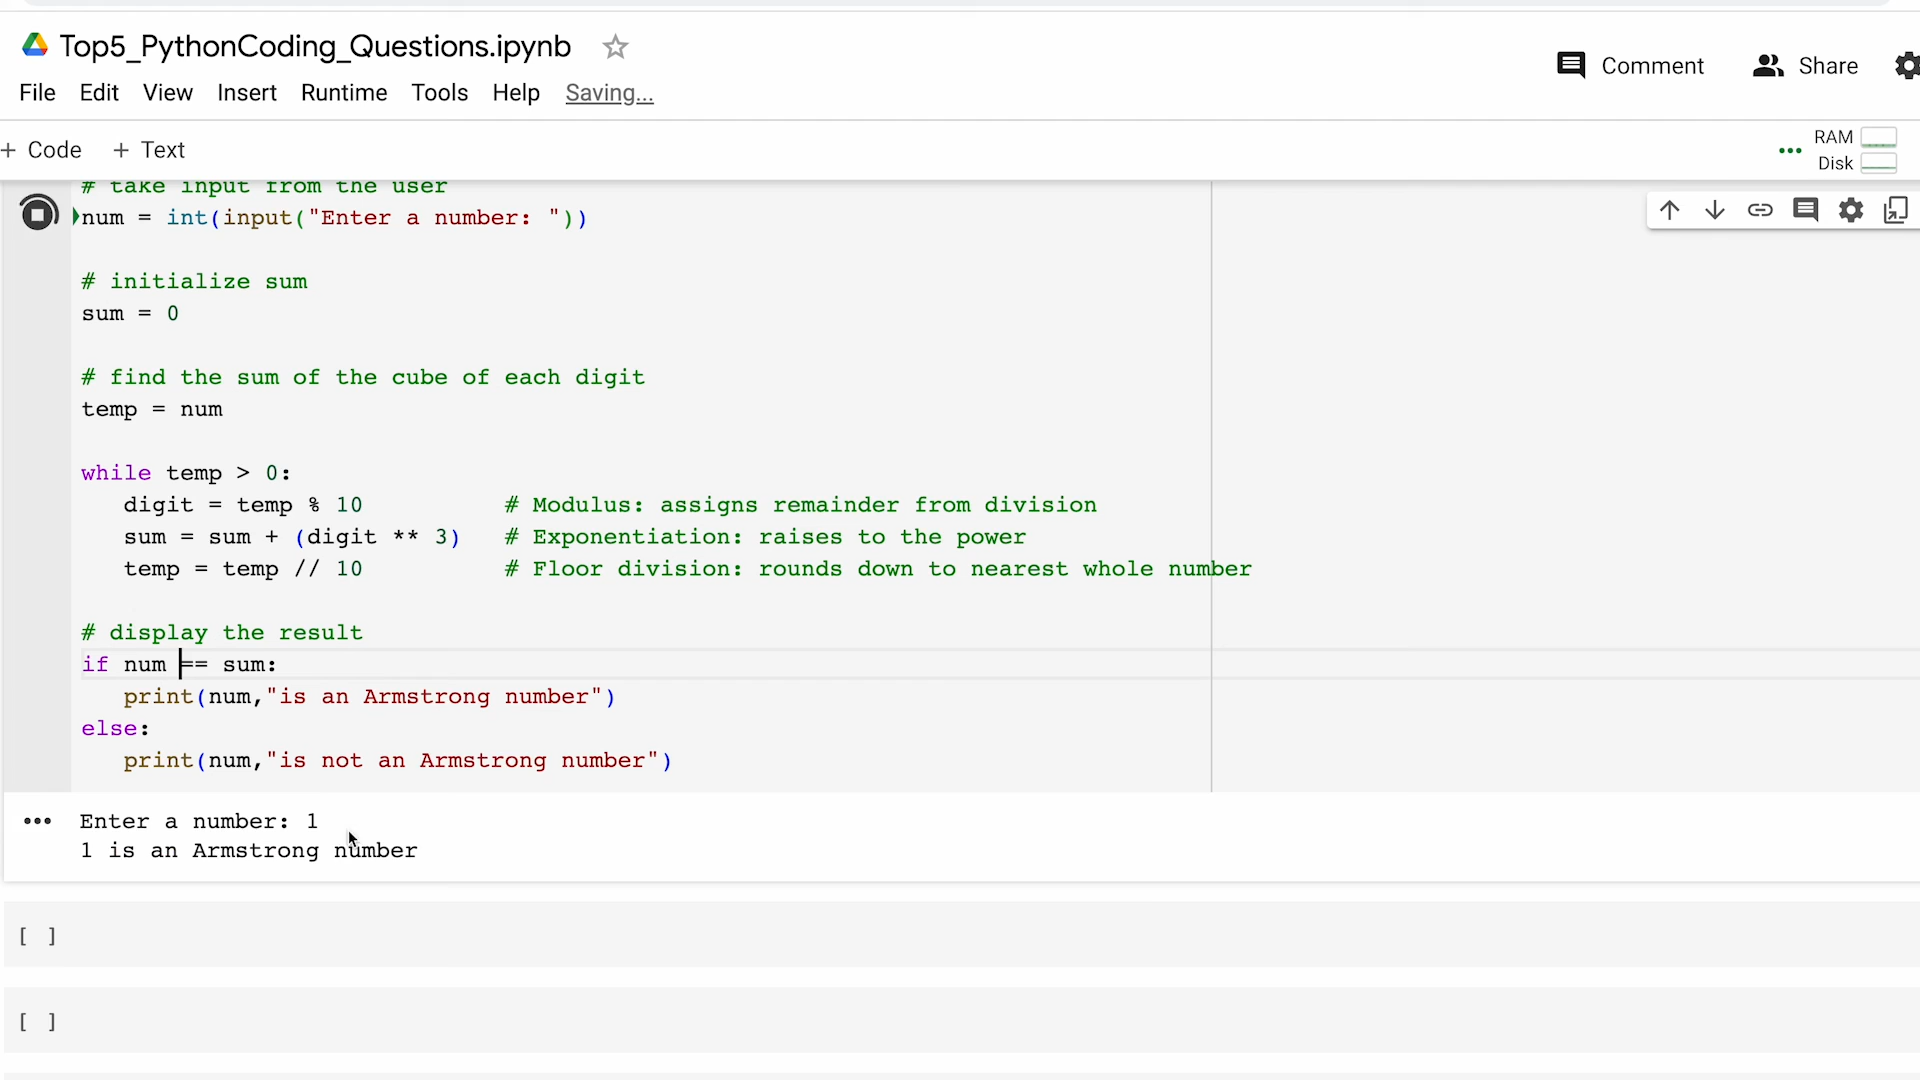 Top5_PythonCoding_Questions.ipynb
Comment
Share
File Edit View Insert Runtime Tools Help Saving...
+ Code + Text
RAM
Disk
# take input from the user
num = int(input("Enter a number: "))
# initialize sum
sum = 0
# find the sum of the cube of each digit
temp = num
while temp > 0:
   digit = temp % 10          # Modulus: assigns remainder from division
   sum = sum + (digit ** 3)   # Exponentiation: raises to the power
   temp = temp // 10          # Floor division: rounds down to nearest whole number
# display the result
if num == sum:
   print(num,"is an Armstrong number")
else:
   print(num,"is not an Armstrong number")
Enter a number: 1
1 is an Armstrong number
[ ]
[ ]